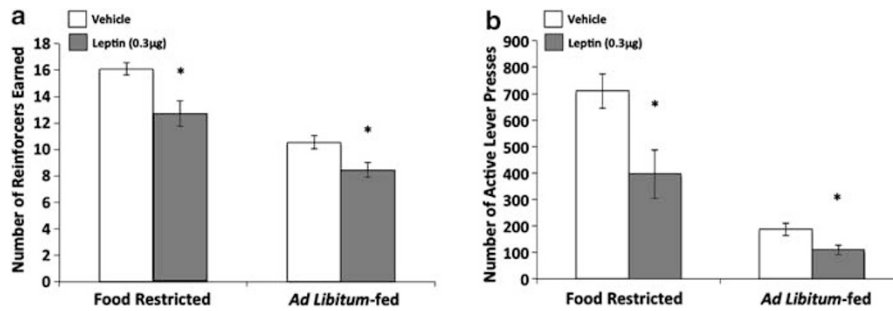 a
Vehicle
Leptin (0.3µg)
Number of Reinforcers Earned
18
16
14
12
10
8
6
4
2
0
*
*
Food Restricted
Ad Libitum-fed
b
Vehicle
Leptin (0.3µg)
Number of Active Lever Presses
900
800
700
600
500
400
300
200
100
0
*
*
Food Restricted
Ad Libitum-fed